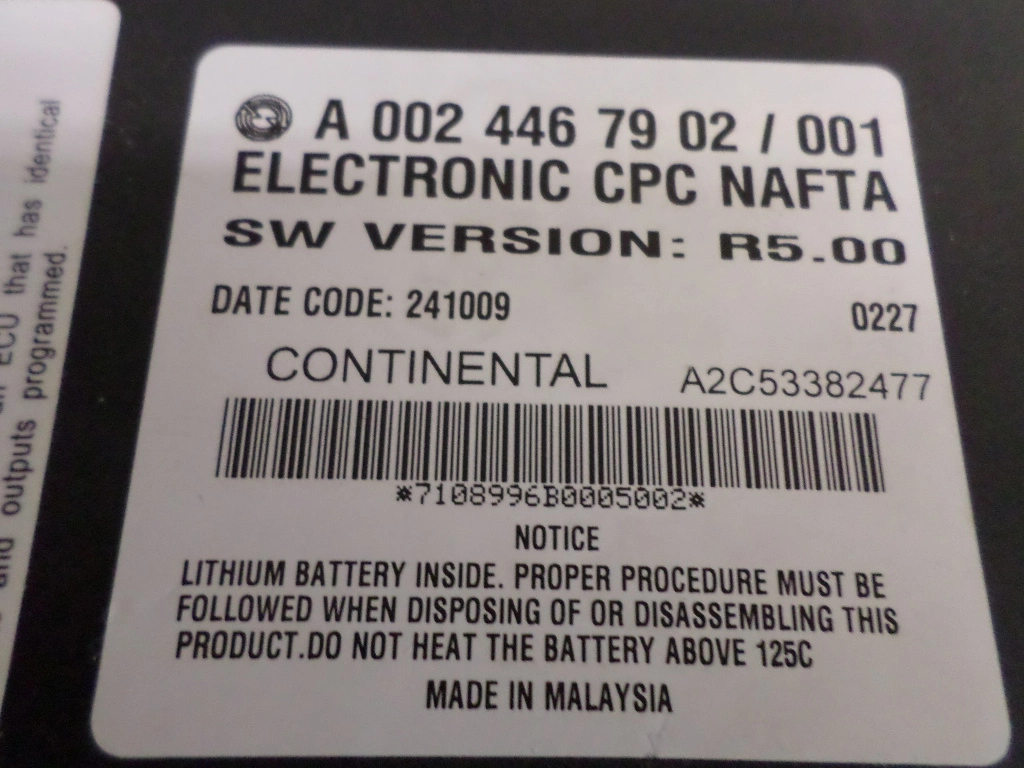 A 002 446 79 02 / 001
ELECTRONIC CPC NAFTA
SW VERSION: R5.00
DATE CODE: 241009 0227
CONTINENTAL A2C53382477
*7108996B0005002*
NOTICE
LITHIUM BATTERY INSIDE. PROPER PROCEDURE MUST BE
FOLLOWED WHEN DISPOSING OF OR DISASSEMBLING THIS
PRODUCT.DO NOT HEAT THE BATTERY ABOVE 125C
MADE IN MALAYSIA
ECU that has identical
and outputs programmed.